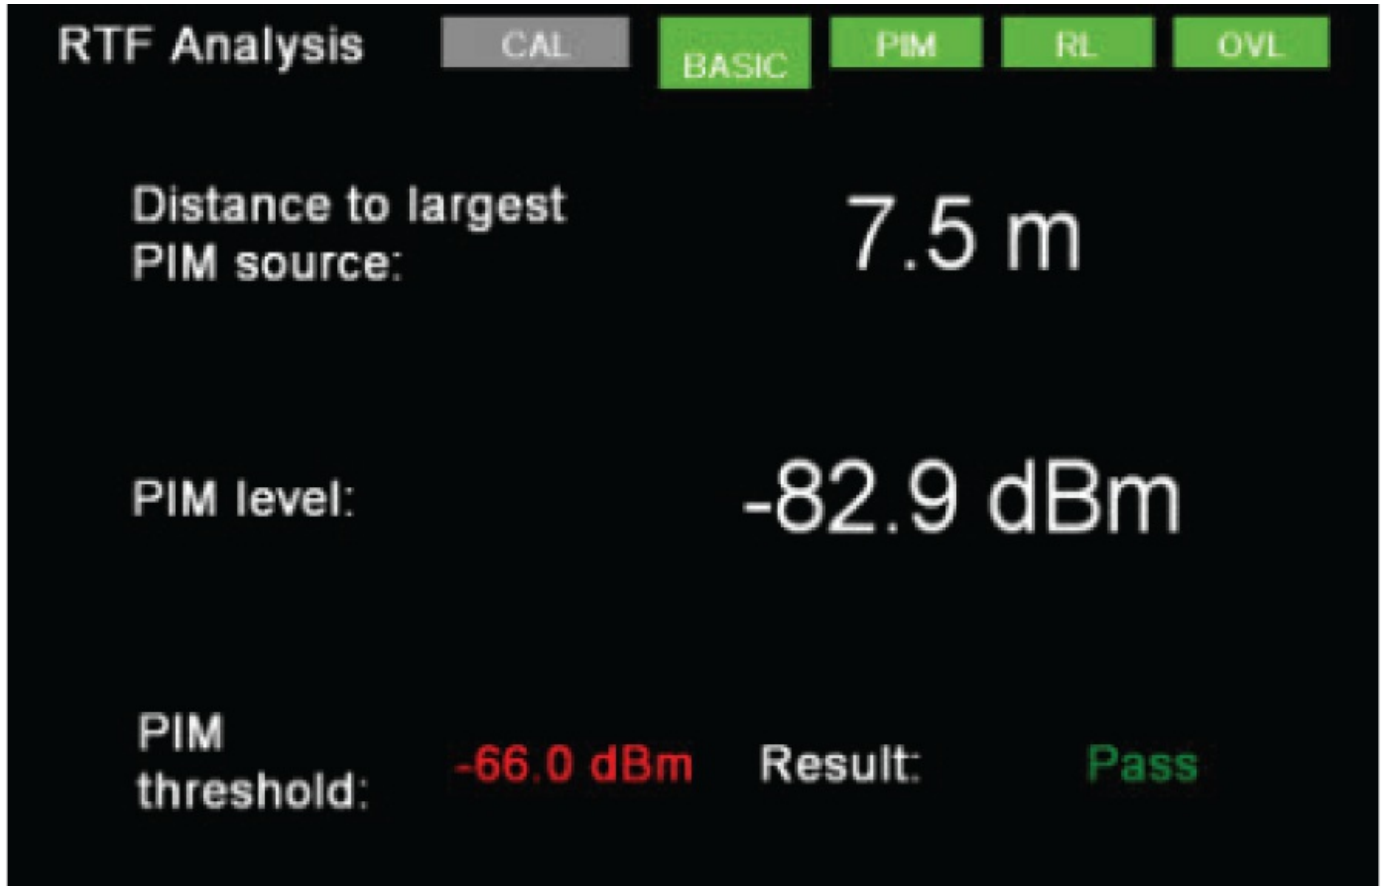 RTF Analysis CAL BASIC PIM RL OVL
Distance to largest
PIM source:
7.5 m
PIM level: -82.9 dBm
PIM
threshold:
-66.0 dBm Result: Pass